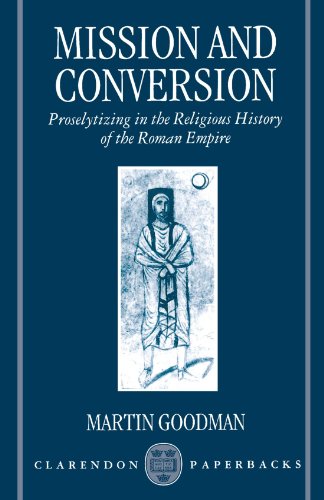 MISSION AND
CONVERSION
Proselytizing in the Religious History
of the Roman Empire
MARTIN GOODMAN
CLARENDON PAPERBACKS